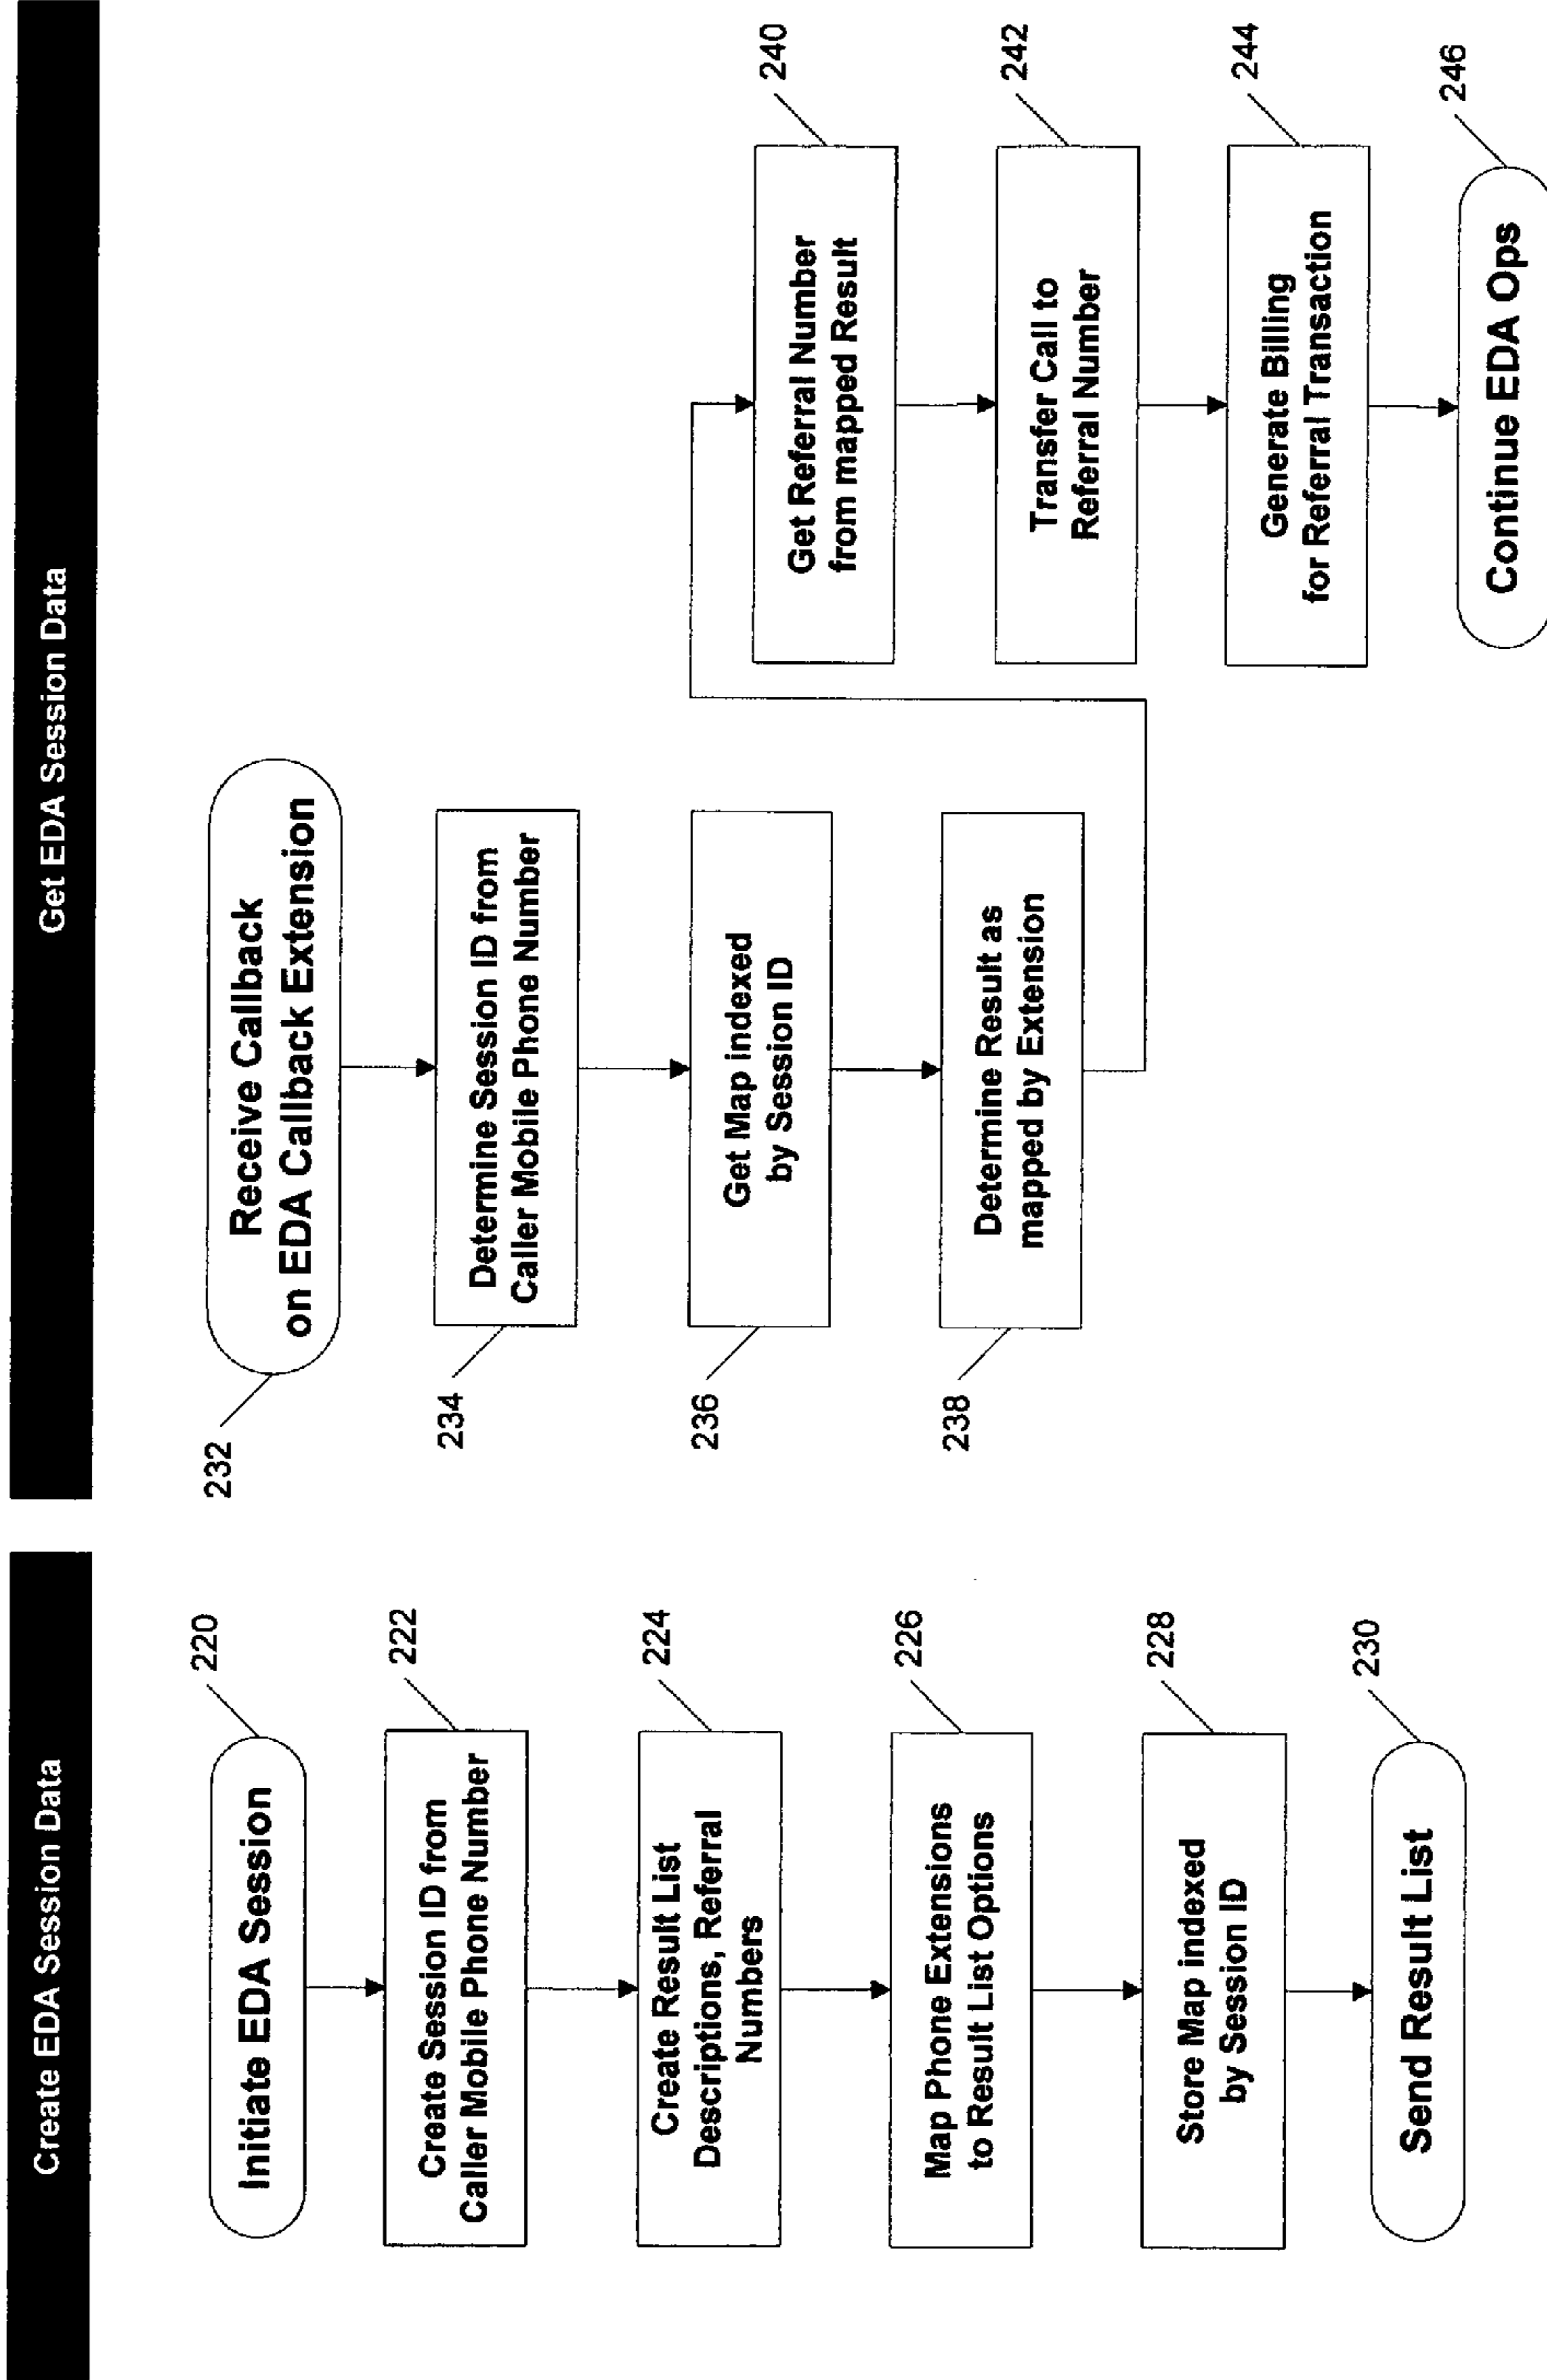 Create EDA Session Data
220
Initiate EDA Session
222
Create Session ID from
Caller Mobile Phone Number
224
Create Result List
Descriptions, Referral
Numbers
226
Map Phone Extensions
to Result List Options
228
Store Map indexed
by Session ID
230
Send Result List
Get EDA Session Data
232
Receive Callback
on EDA Callback Extension
234
Determine Session ID from
Caller Mobile Phone Number
236
Get Map indexed
by Session ID
238
Determine Result as
mapped by Extension
240
Get Referral Number
from mapped Result
242
Transfer Call to
Referral Number
244
Generate Billing
for Referral Transaction
246
Continue EDA Ops